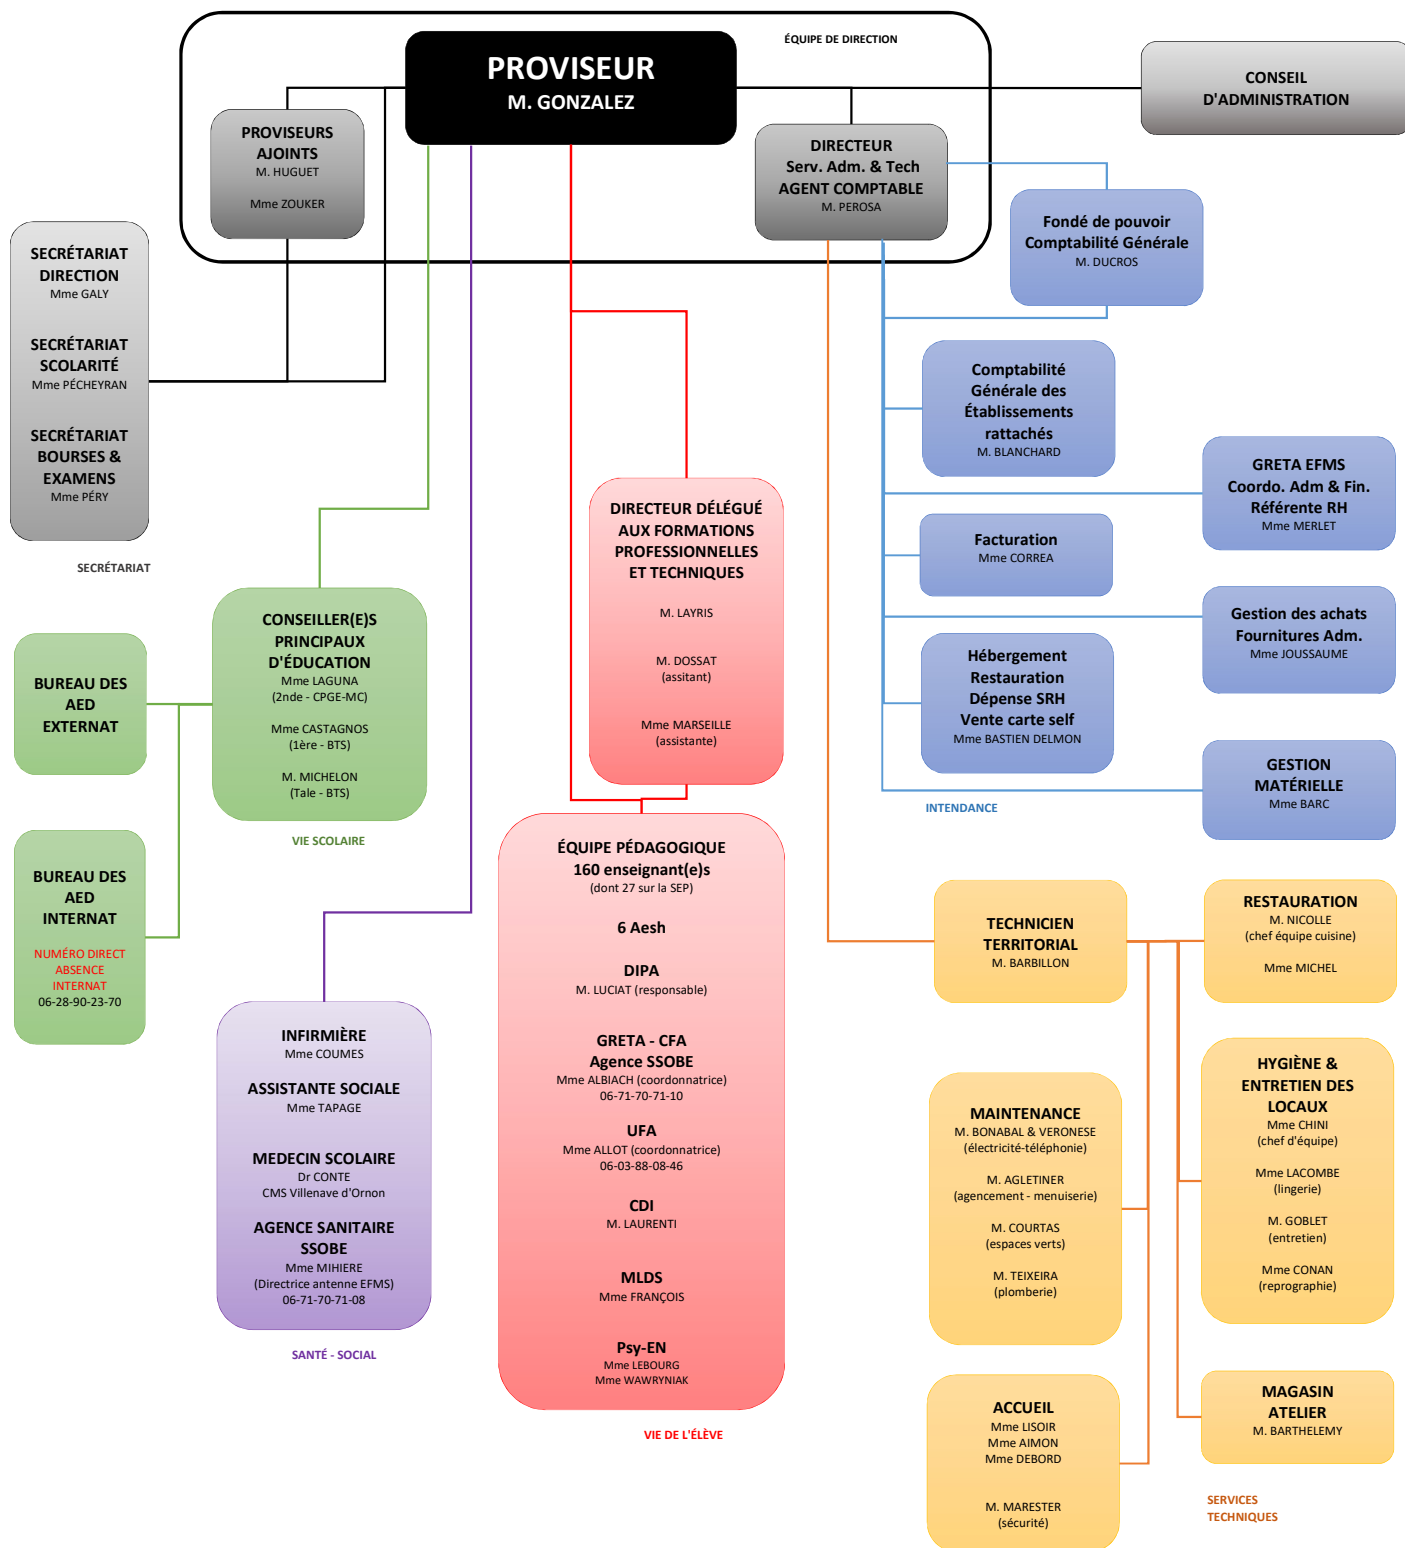 ÉQUIPE DE DIRECTION
PROVISEUR
M. GONZALEZ
CONSEIL
D'ADMINISTRATION
PROVISEURS
AJOINTS
M. HUGUET
Mme ZOUKER
DIRECTEUR
Serv. Adm. & Tech
AGENT COMPTABLE
M. PEROSA
Fondé de pouvoir
Comptabilité Générale
M. DUCROS
SECRÉTARIAT
DIRECTION
Mme GALY
SECRÉTARIAT
SCOLARITÉ
Mme PÉCHEYRAN
SECRÉTARIAT
BOURSES &
EXAMENS
Mme PÉRY
SECRÉTARIAT
Comptabilité
Générale des
Établissements
rattachés
M. BLANCHARD
GRETA EFMS
Coordo. Adm & Fin.
Référente RH
Mme MERLET
Facturation
Mme CORREA
Gestion des achats
Fournitures Adm.
Mme JOUSSAUME
Hébergement
Restauration
Dépense SRH
Vente carte self
Mme BASTIEN DELMON
GESTION
MATÉRIELLE
Mme BARC
INTENDANCE
DIRECTEUR DÉLÉGUÉ
AUX FORMATIONS
PROFESSIONNELLES
ET TECHNIQUES
M. LAYRIS
M. DOSSAT
(assitant)
Mme MARSEILLE
(assistante)
CONSEILLER(E)S
PRINCIPAUX
D'ÉDUCATION
Mme LAGUNA
(2nde - CPGE-MC)
Mme CASTAGNOS
(1ère - BTS)
M. MICHELON
(Tale - BTS)
VIE SCOLAIRE
BUREAU DES
AED
EXTERNAT
BUREAU DES
AED
INTERNAT
NUMÉRO DIRECT
ABSENCE
INTERNAT
06-28-90-23-70
INFIRMIÈRE
Mme COUMES
ASSISTANTE SOCIALE
Mme TAPAGE
MEDECIN SCOLAIRE
Dr CONTE
CMS Villenave d'Ornon
AGENCE SANITAIRE
SSOBE
Mme MIHIERE
(Directrice antenne EFMS)
06-71-70-71-08
SANTÉ - SOCIAL
ÉQUIPE PÉDAGOGIQUE
160 enseignant(e)s
(dont 27 sur la SEP)
6 Aesh
DIPA
M. LUCIAT (responsable)
GRETA - CFA
Agence SSOBE
Mme ALBIACH (coordonnatrice)
06-71-70-71-10
UFA
Mme ALLOT (coordonnatrice)
06-03-88-08-46
CDI
M. LAURENTI
MLDS
Mme FRANÇOIS
Psy-EN
Mme LEBOURG
Mme WAWRYNIAK
VIE DE L'ÉLÈVE
TECHNICIEN
TERRITORIAL
M. BARBILLON
RESTAURATION
M. NICOLLE
(chef équipe cuisine)
Mme MICHEL
MAINTENANCE
M. BONABAL & VERONESE
(électricité-téléphonie)
M. AGLETINER
(agencement - menuiserie)
M. COURTAS
(espaces verts)
M. TEIXEIRA
(plomberie)
HYGIÈNE &
ENTRETIEN DES
LOCAUX
Mme CHINI
(chef d'équipe)
Mme LACOMBE
(lingerie)
M. GOBLET
(entretien)
Mme CONAN
(reprographie)
ACCUEIL
Mme LISOIR
Mme AIMON
Mme DEBORD
M. MARESTER
(sécurité)
MAGASIN
ATELIER
M. BARTHELEMY
SERVICES
TECHNIQUES